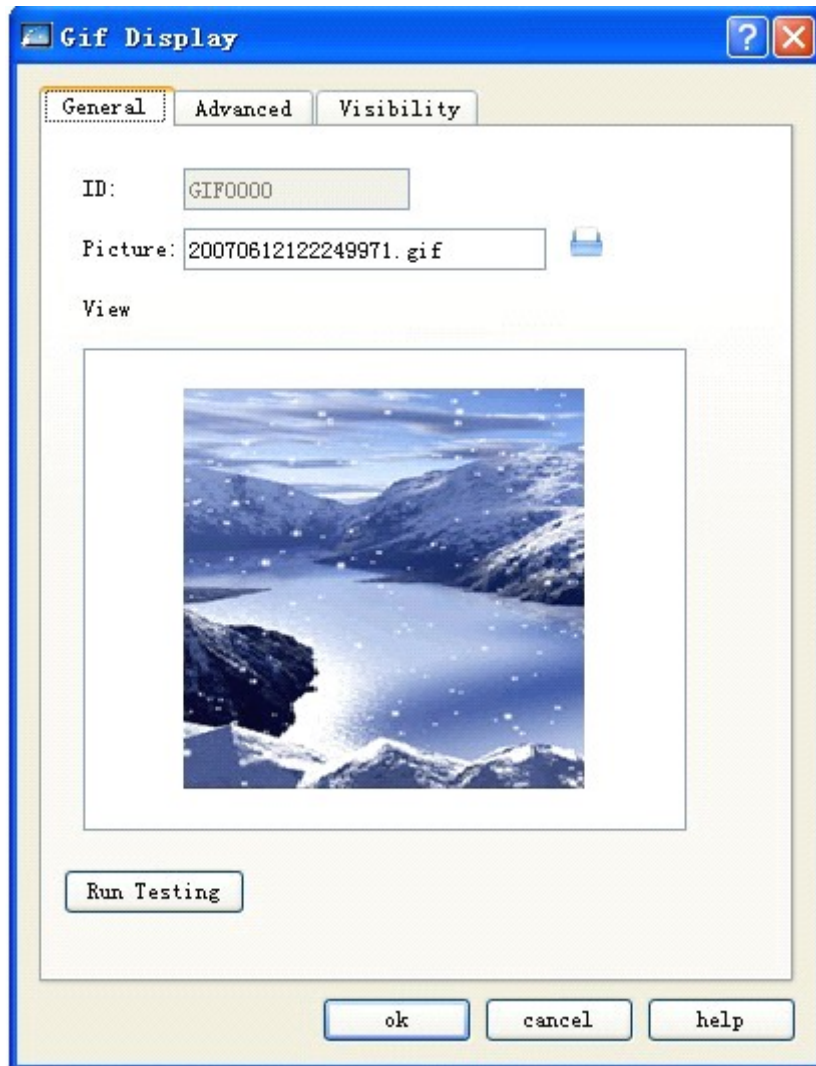 Gif Display
General Advanced Visibility
ID: GIF0000
Picture: 20070612122249971.gif
View
Run Testing
ok cancel help